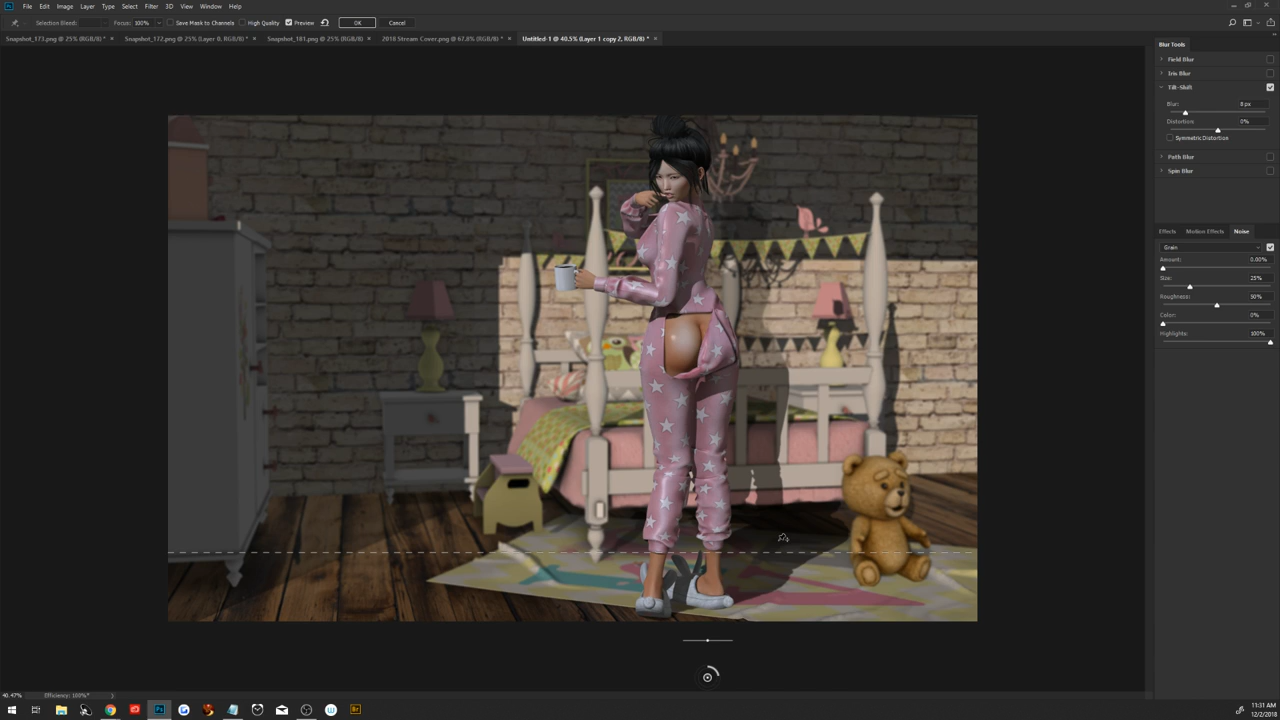 File Edit Image Layer Type Select Filter 3D View Window Help
Selection Bleed: Focus: 100% Save Mask to Channels High Quality Preview OK Cancel
Snapshot_173.png @ 25% (RGB/8) * × Snapshot_172.png @ 25% (Layer 0, RGB/8) * × Snapshot_181.png @ 25% (RGB/8) × 2018 Stream Cover.png @ 67.8% (RGB/8) * × Untitled-1 @ 40.5% (Layer 1 copy 2, RGB/8) * ×
Blur Tools
Field Blur
Iris Blur
Tilt-Shift
Blur: 8 px
Distortion: 0%
Symmetric Distortion
Path Blur
Spin Blur
Effects Motion Effects Noise
Grain
Amount: 0.00%
Size: 25%
Roughness: 50%
Color: 0%
Highlights: 100%
40.47% Efficiency: 100%*
11:31 AM
12/2/2018